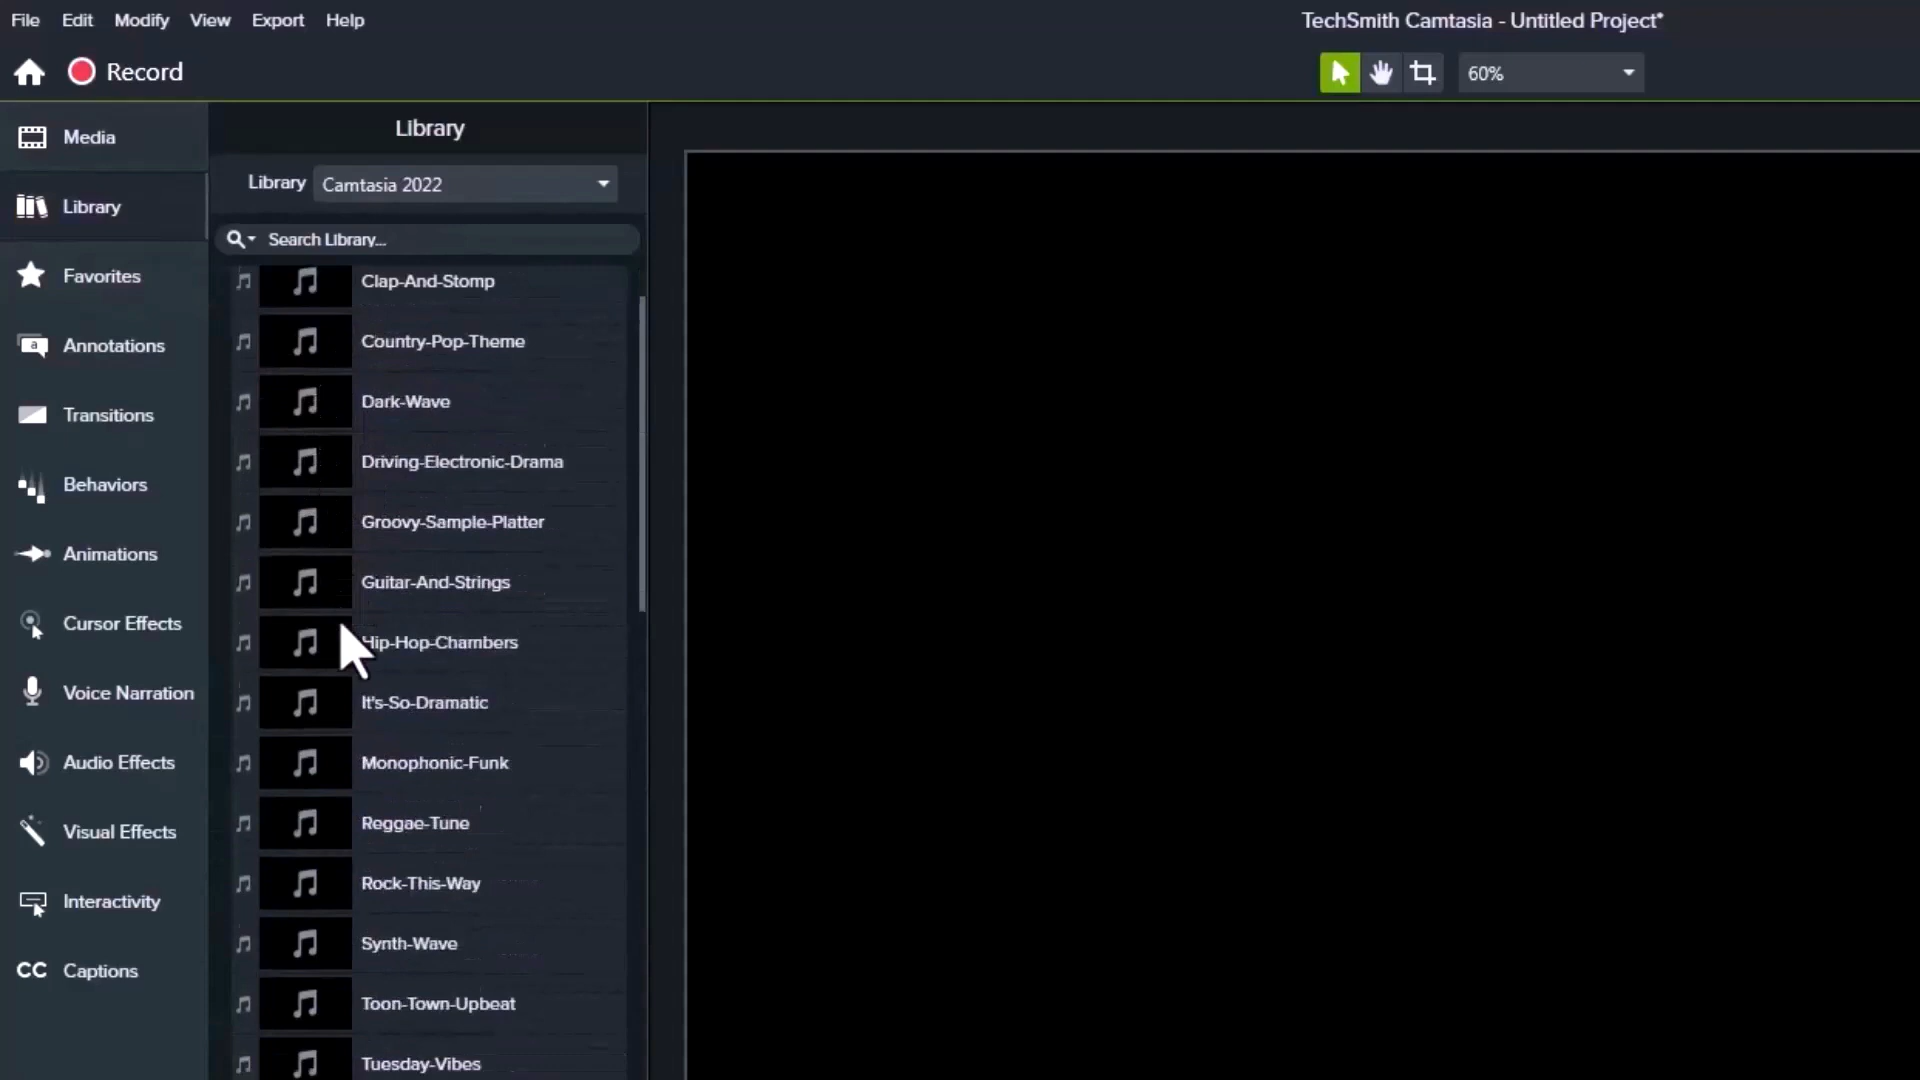 File Edit Modify View Export Help
TechSmith Camtasia - Untitled Project*
Record
60%
Media
Library
Favorites
a
Annotations
Transitions
Behaviors
Animations
Cursor Effects
Voice Narration
Audio Effects
Visual Effects
Interactivity
CC Captions
Library
Library Camtasia 2022
Search Library...
Clap-And-Stomp
Country-Pop-Theme
Dark-Wave
Driving-Electronic-Drama
Groovy-Sample-Platter
Guitar-And-Strings
Hip-Hop-Chambers
It's-So-Dramatic
Monophonic-Funk
Reggae-Tune
Rock-This-Way
Synth-Wave
Toon-Town-Upbeat
Tuesday-Vibes